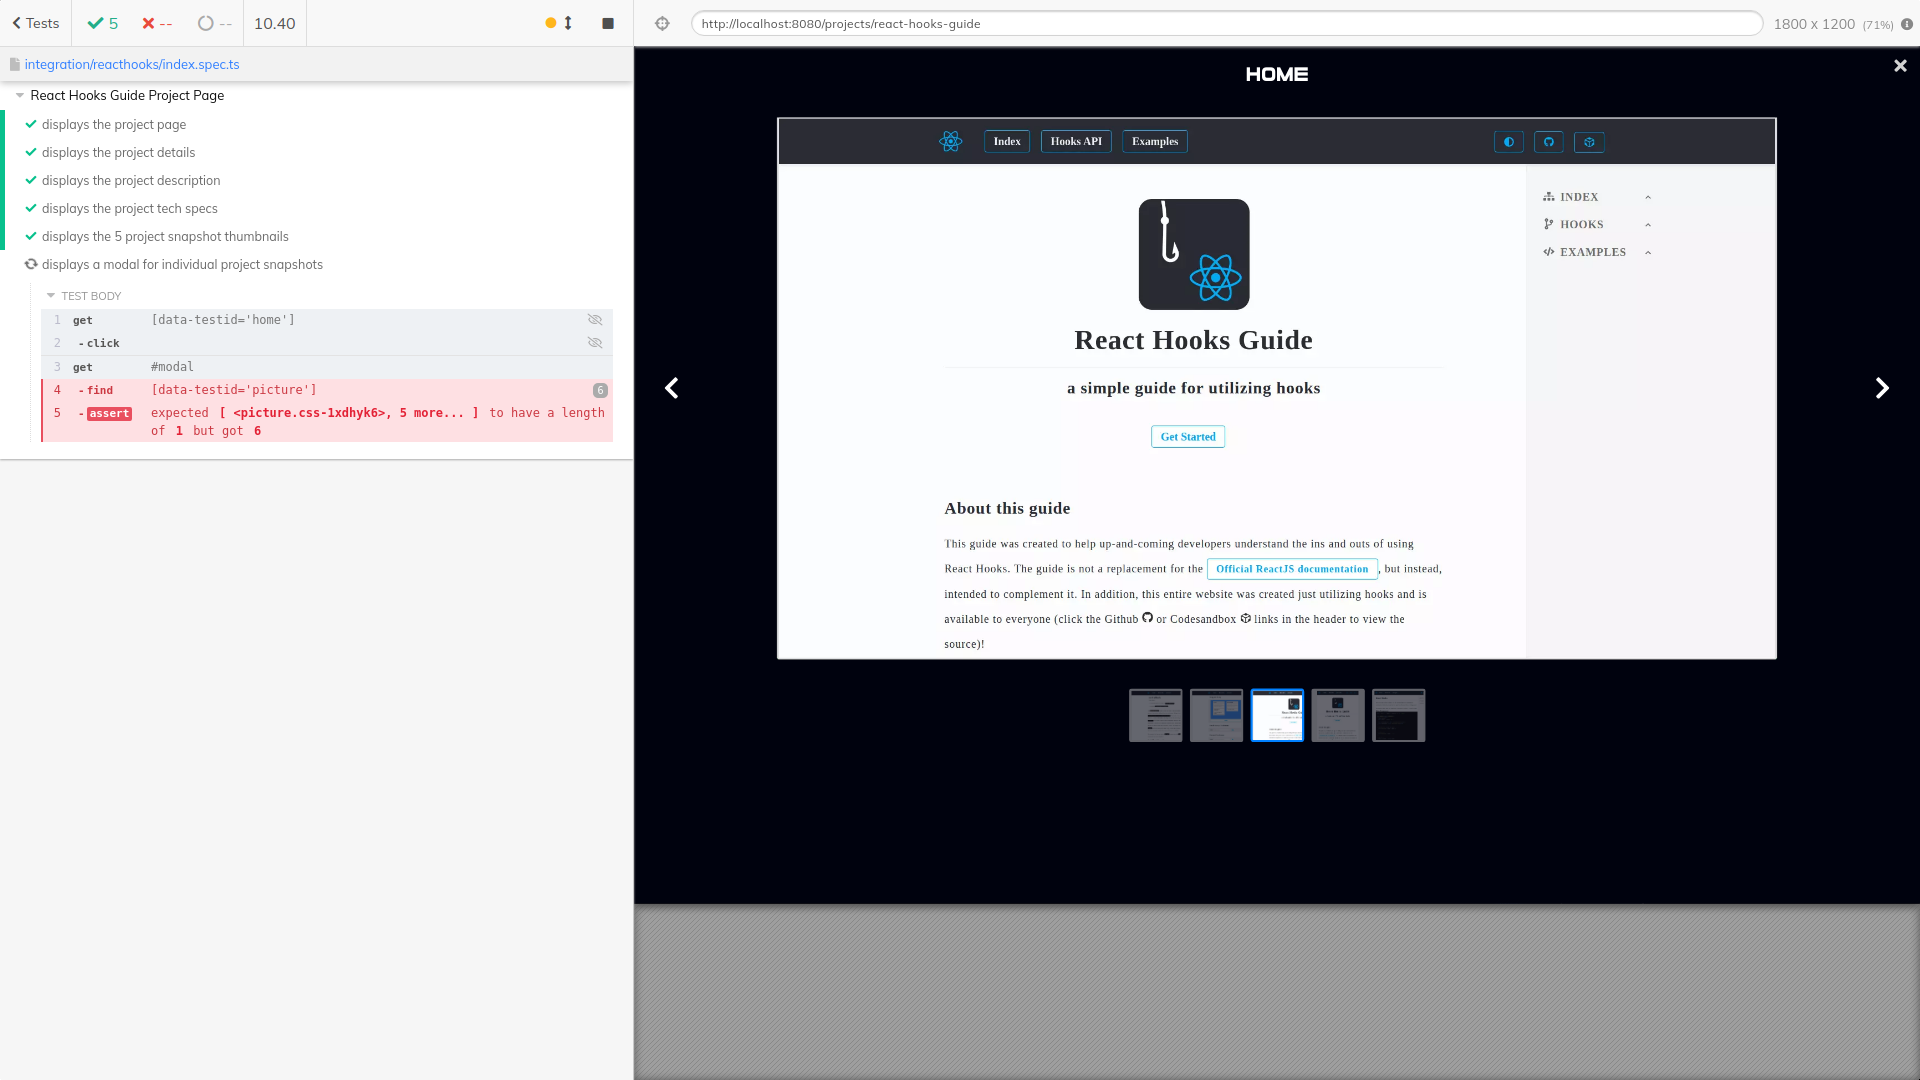 Tests
5
--
--
10.40
http://localhost:8080/projects/react-hooks-guide
1800 x 1200 (71%)
integration/reacthooks/index.spec.ts
React Hooks Guide Project Page
displays the project page
displays the project details
displays the project description
displays the project tech specs
displays the 5 project snapshot thumbnails
displays a modal for individual project snapshots
TEST BODY
1 get [data-testid='home']
2 -click
3 get #modal
4 -find [data-testid='picture'] 6
5 -assert expected [ <picture.css-1xdhyk6>, 5 more... ] to have a length
of 1 but got 6
HOME
Index Hooks API Examples
INDEX
HOOKS
EXAMPLES
React Hooks Guide
a simple guide for utilizing hooks
Get Started
About this guide
This guide was created to help up-and-coming developers understand the ins and outs of using
React Hooks. The guide is not a replacement for the Official ReactJS documentation, but instead,
intended to complement it. In addition, this entire website was created just utilizing hooks and is
available to everyone (click the Github or Codesandbox links in the header to view the
source)!